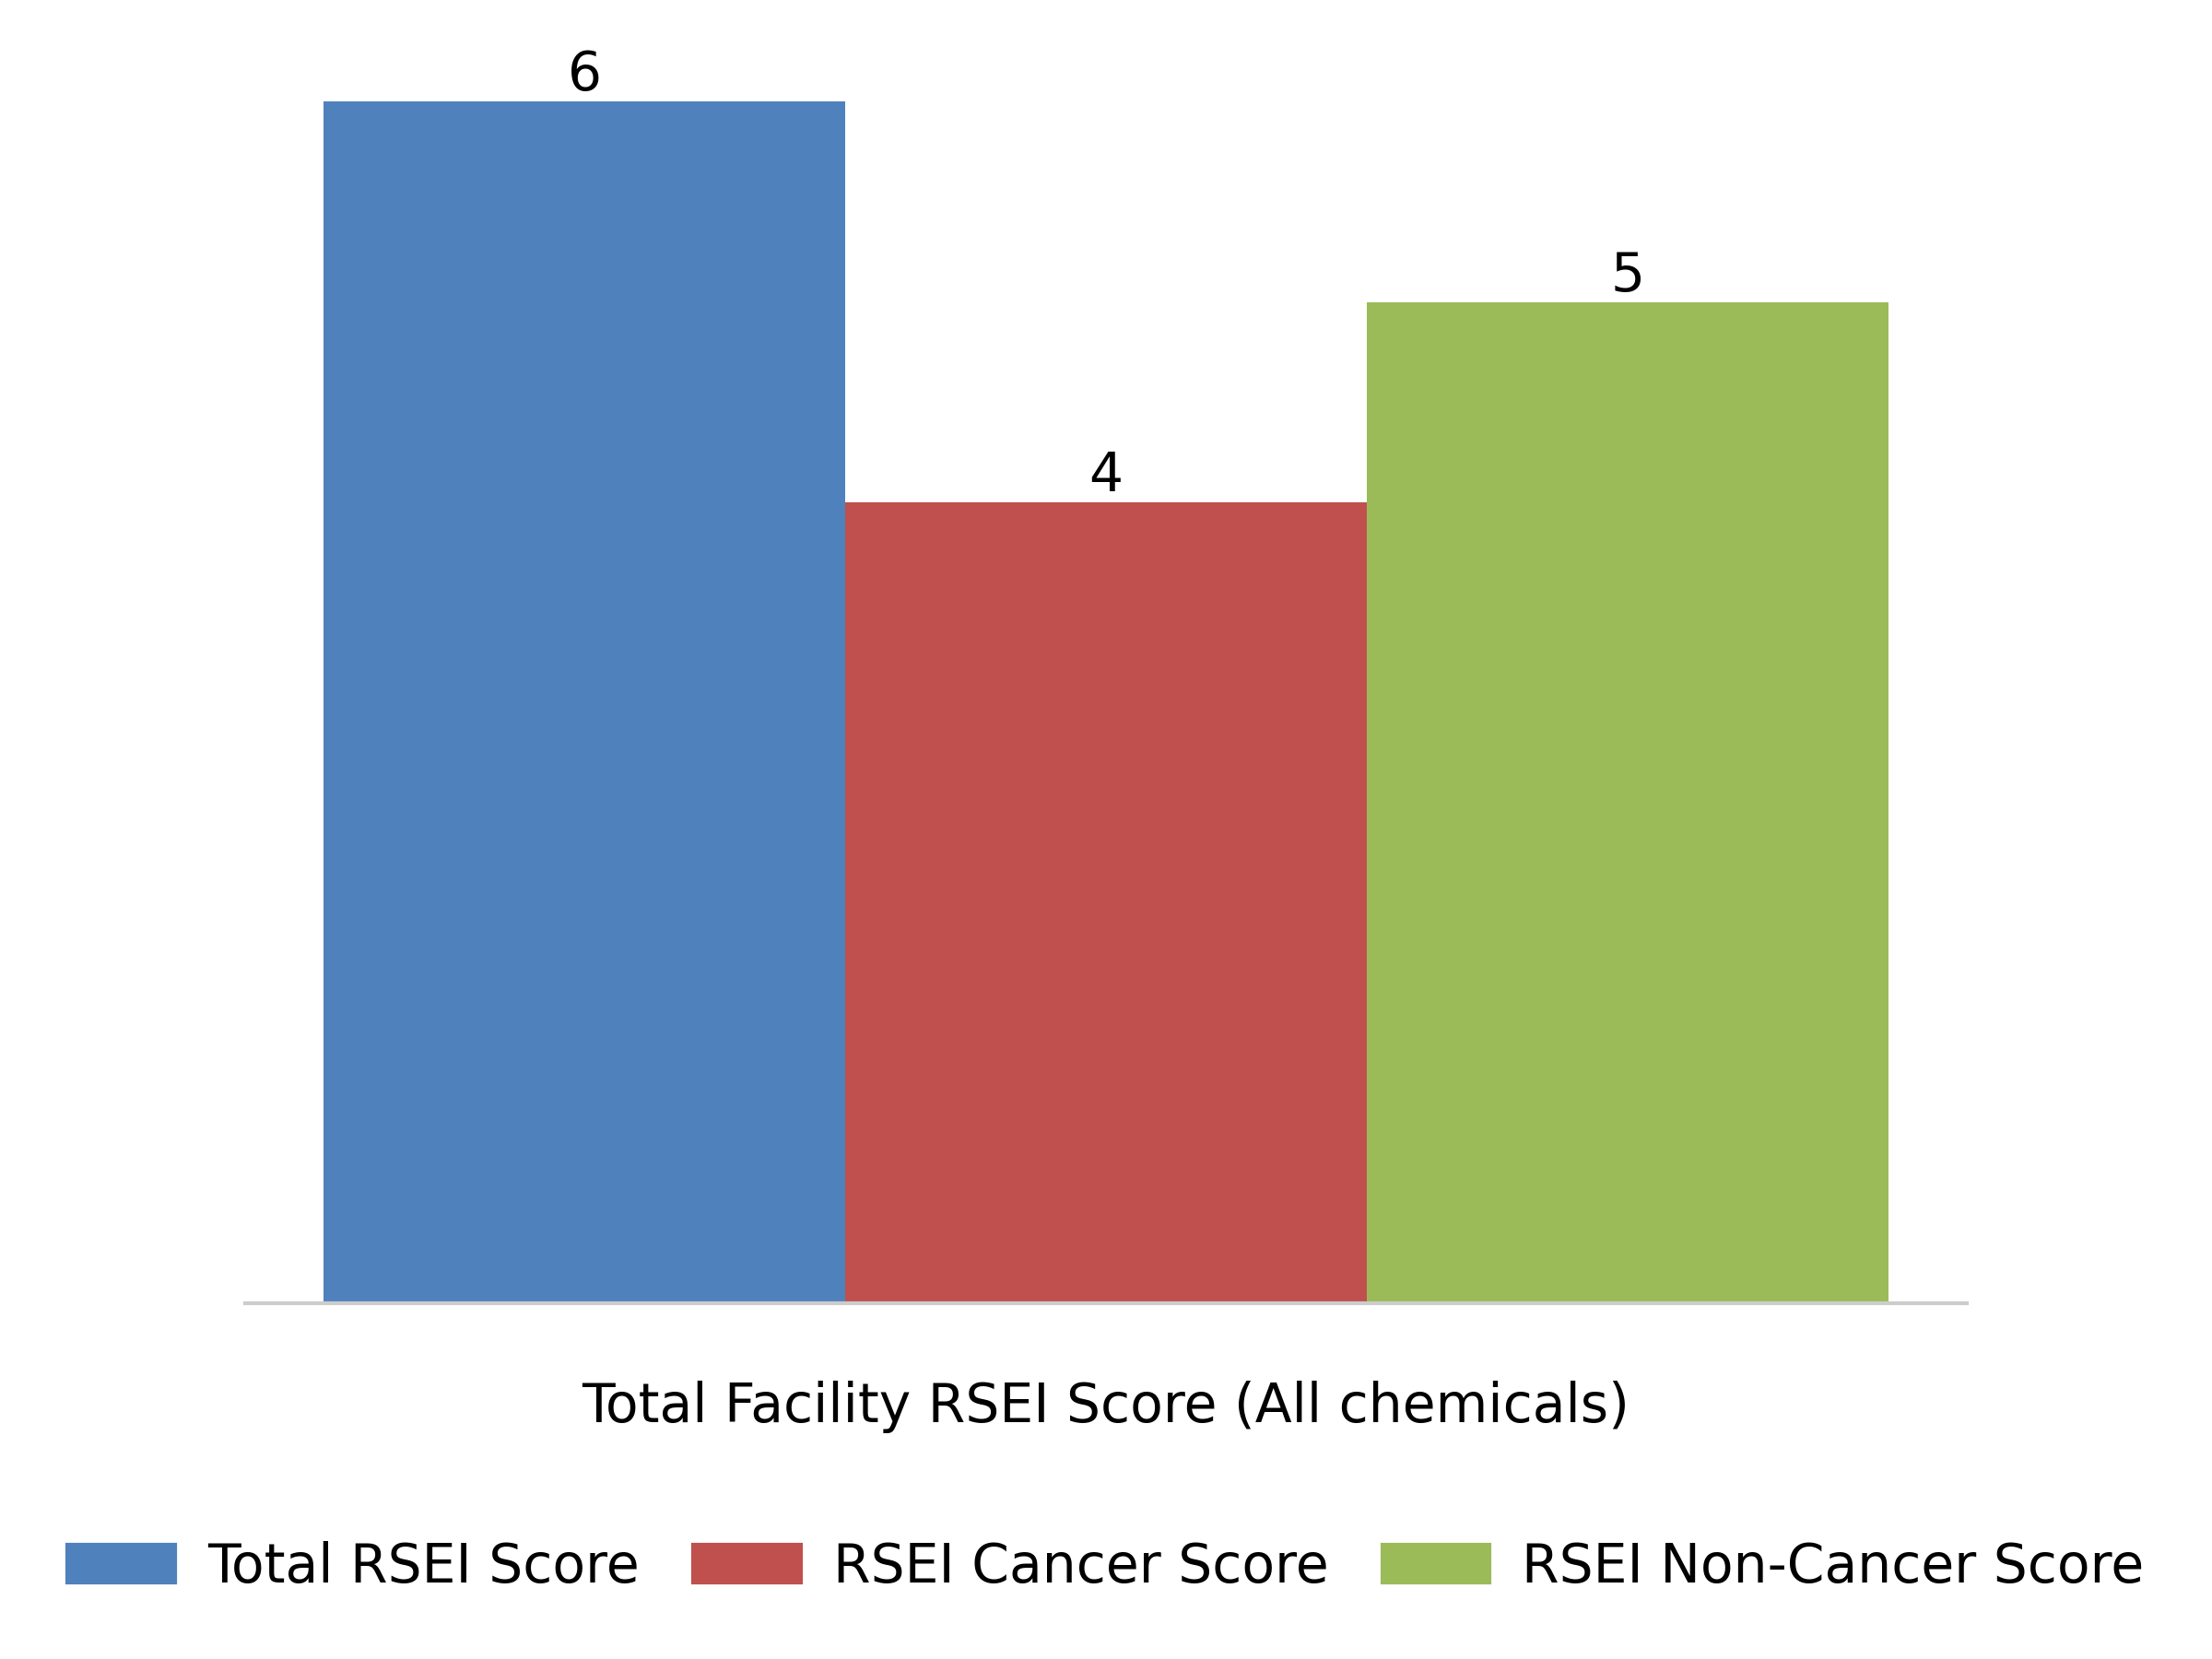 6
5
4
Total Facility RSEI Score (All chemicals)
Total RSEI Score RSEI Cancer Score RSEI Non-Cancer Score